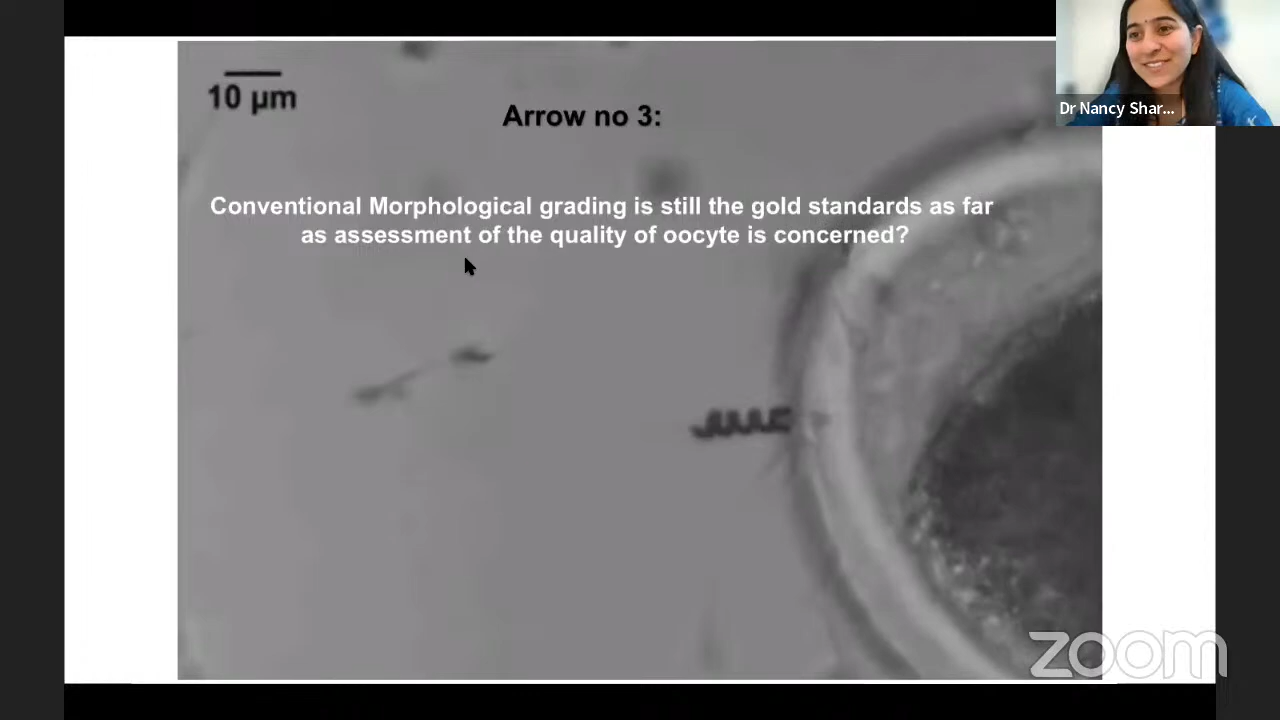 10 µm
Arrow no 3:
Conventional Morphological grading is still the gold standards as far
as assessment of the quality of oocyte is concerned?
Dr Nancy Shar...
zoom